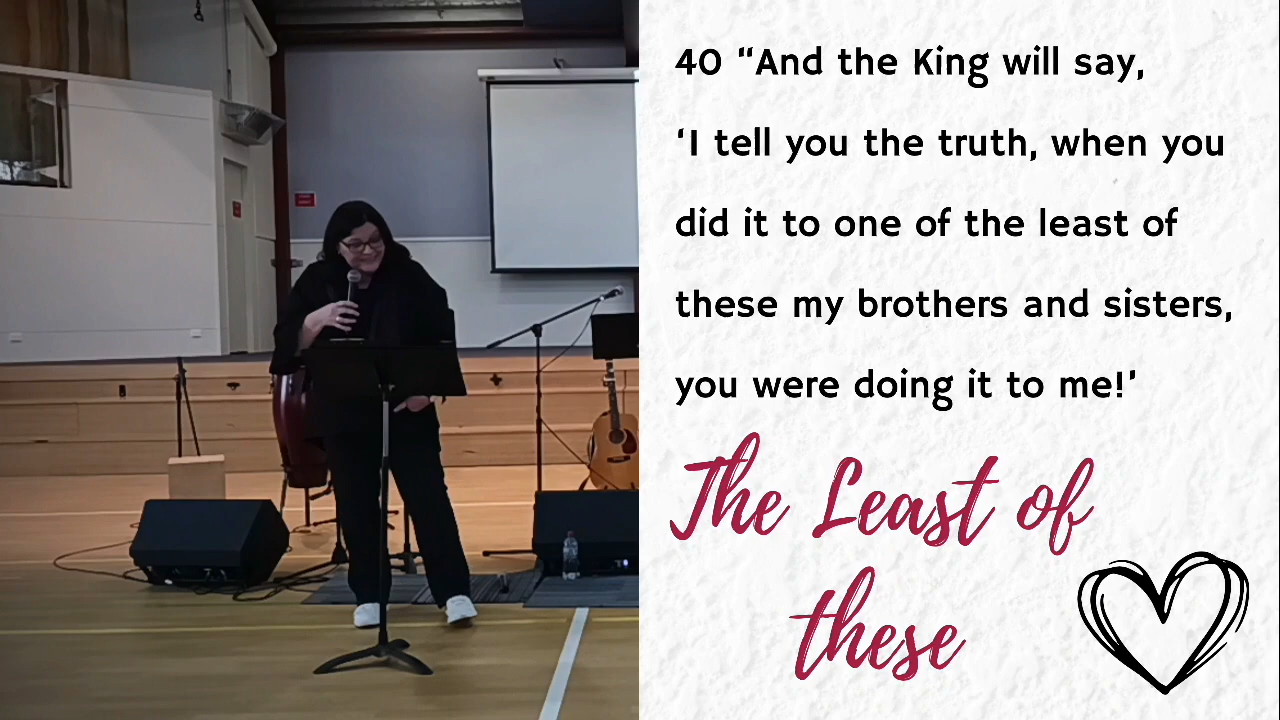 40 “And the King will say,
‘I tell you the truth, when you
did it to one of the least of
these my brothers and sisters,
you were doing it to me!’
The Least of
these